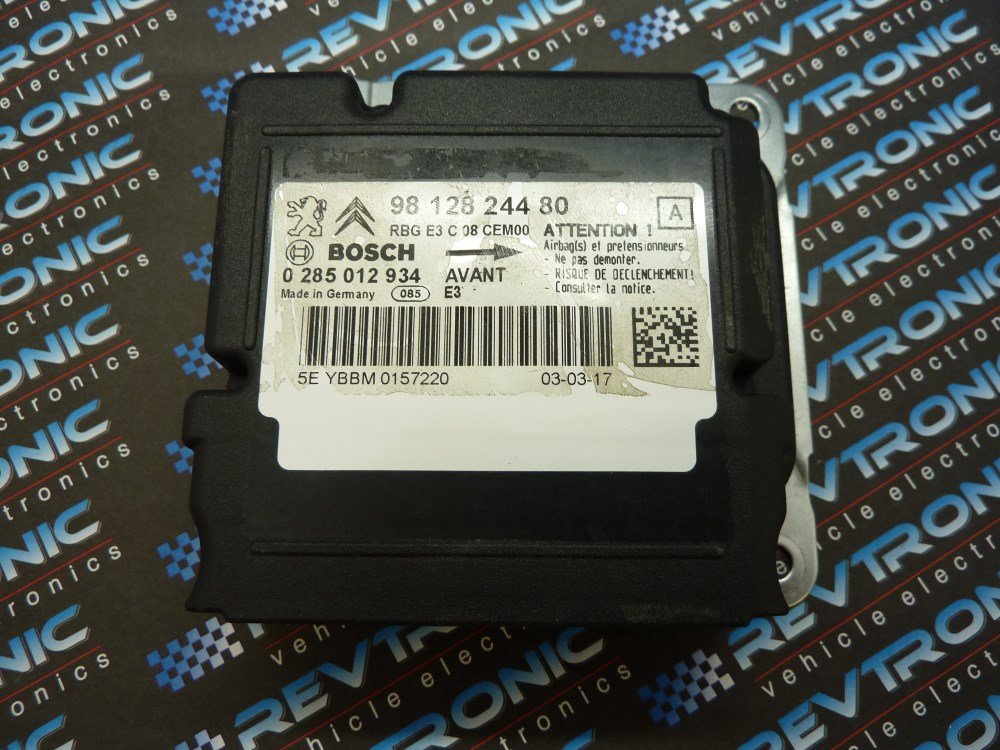 98 128 244 80
A
RBG E3 C 08 CEM00
ATTENTION !
Airbag(s) et pretensionneurs
- Ne pas demonter.
- RISQUE DE DECLENCHEMENT!
- Consulter la notice.
BOSCH
0 285 012 934
AVANT
Made in Germany
085
E3
5E YBBM 0157220
03-03-17
REVTRONIC
vehicle electronics